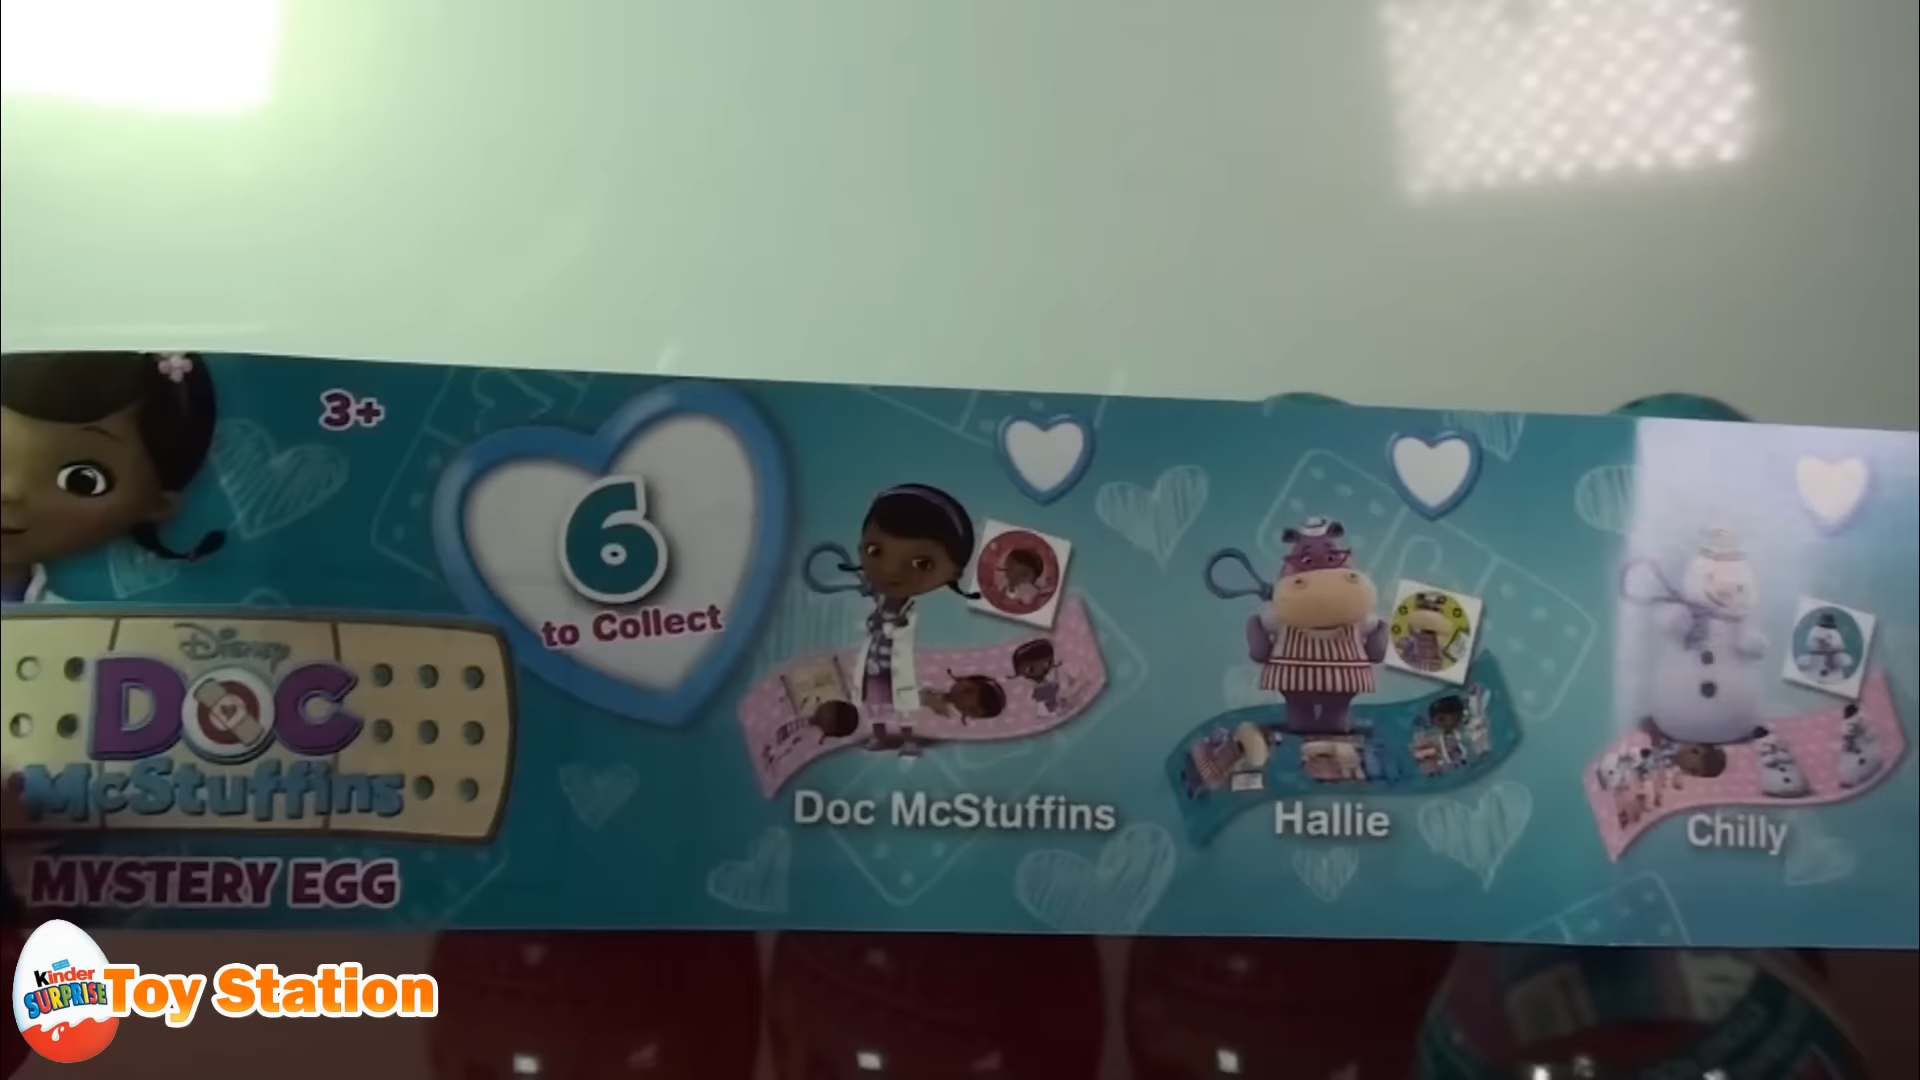 3+
6
to Collect
Disney
DOC
McStuffins
MYSTERY EGG
Doc McStuffins
Hallie
Chilly
Kinder
SURPRISE
Toy Station